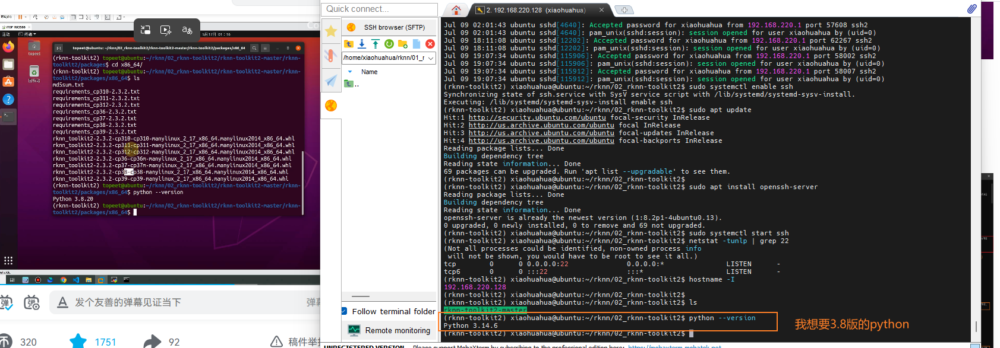 iTOP RK3588
活动
终端
5月17日 01:16
topeet
回收站
topeet@ubuntu: ~/rknn/02_rknn-toolkit2/rknn-toolkit2-master/rknn-toolkit2/packages/x86_64
(rknn-toolkit2) topeet@ubuntu:~/rknn/02_rknn-toolkit2/rknn-toolkit2-master/rknn-
toolkit2/packages$ cd x86_64/
(rknn-toolkit2) topeet@ubuntu:~/rknn/02_rknn-toolkit2/rknn-toolkit2-master/rknn-
toolkit2/packages/x86_64$ ls
md5sum.txt
requirements_cp310-2.3.2.txt
requirements_cp311-2.3.2.txt
requirements_cp312-2.3.2.txt
requirements_cp36-2.3.2.txt
requirements_cp37-2.3.2.txt
requirements_cp38-2.3.2.txt
requirements_cp39-2.3.2.txt
rknn_toolkit2-2.3.2-cp310-cp310-manylinux_2_17_x86_64.manylinux2014_x86_64.whl
rknn_toolkit2-2.3.2-cp311-cp311-manylinux_2_17_x86_64.manylinux2014_x86_64.whl
rknn_toolkit2-2.3.2-cp312-cp312-manylinux_2_17_x86_64.manylinux2014_x86_64.whl
rknn_toolkit2-2.3.2-cp36-cp36m-manylinux_2_17_x86_64.manylinux2014_x86_64.whl
rknn_toolkit2-2.3.2-cp37-cp37m-manylinux_2_17_x86_64.manylinux2014_x86_64.whl
rknn_toolkit2-2.3.2-cp38-cp38-manylinux_2_17_x86_64.manylinux2014_x86_64.whl
rknn_toolkit2-2.3.2-cp39-cp39-manylinux_2_17_x86_64.manylinux2014_x86_64.whl
(rknn-toolkit2) topeet@ubuntu:~/rknn/02_rknn-toolkit2/rknn-toolkit2-master/rknn-
toolkit2/packages/x86_64$ python --version
Python 3.8.20
(rknn-toolkit2) topeet@ubuntu:~/rknn/02_rknn-toolkit2/rknn-toolkit2-master/rknn-
toolkit2/packages/x86_64$
发个友善的弹幕见证当下
320
1751
92
稿件举
Quick connect...
SSH browser (SFTP)
/home/xiaohuahua/rknn/01_r
Name
..
Follow terminal folder
Remote monitoring
2. 192.168.220.128 (xiaohuahua)
Jul 09 02:01:43 ubuntu sshd[4640]: Accepted password for xiaohuahua from 192.168.220.1 port 57608 ssh2
Jul 09 02:01:43 ubuntu sshd[4640]: pam_unix(sshd:session): session opened for user xiaohuahua by (uid=0)
Jul 09 18:11:08 ubuntu sshd[12202]: Accepted password for xiaohuahua from 192.168.220.1 port 62267 ssh2
Jul 09 18:11:08 ubuntu sshd[12202]: pam_unix(sshd:session): session opened for user xiaohuahua by (uid=0)
Jul 09 19:07:34 ubuntu sshd[115906]: Accepted password for xiaohuahua from 192.168.220.1 port 58002 ssh2
Jul 09 19:07:34 ubuntu sshd[115906]: pam_unix(sshd:session): session opened for user xiaohuahua by (uid=0)
Jul 09 19:07:34 ubuntu sshd[115912]: Accepted password for xiaohuahua from 192.168.220.1 port 58007 ssh2
Jul 09 19:07:34 ubuntu sshd[115912]: pam_unix(sshd:session): session opened for user xiaohuahua by (uid=0)
(rknn-toolkit2) xiaohuahua@ubuntu:~/rknn/02_rknn-toolkit2$ sudo systemctl enable ssh
Synchronizing state of ssh.service with SysV service script with /lib/systemd/systemd-sysv-install.
Executing: /lib/systemd/systemd-sysv-install enable ssh
(rknn-toolkit2) xiaohuahua@ubuntu:~/rknn/02_rknn-toolkit2$ sudo apt update
Hit:1 http://security.ubuntu.com/ubuntu focal-security InRelease
Hit:2 http://us.archive.ubuntu.com/ubuntu focal InRelease
Hit:3 http://us.archive.ubuntu.com/ubuntu focal-updates InRelease
Hit:4 http://us.archive.ubuntu.com/ubuntu focal-backports InRelease
Reading package lists... Done
Building dependency tree
Reading state information... Done
69 packages can be upgraded. Run 'apt list --upgradable' to see them.
(rknn-toolkit2) xiaohuahua@ubuntu:~/rknn/02_rknn-toolkit2$
(rknn-toolkit2) xiaohuahua@ubuntu:~/rknn/02_rknn-toolkit2$ sudo apt install openssh-server
Reading package lists... Done
Building dependency tree
Reading state information... Done
openssh-server is already the newest version (1:8.2p1-4ubuntu0.13).
0 upgraded, 0 newly installed, 0 to remove and 69 not upgraded.
(rknn-toolkit2) xiaohuahua@ubuntu:~/rknn/02_rknn-toolkit2$ sudo systemctl start ssh
(rknn-toolkit2) xiaohuahua@ubuntu:~/rknn/02_rknn-toolkit2$ netstat -tunlp | grep 22
(Not all processes could be identified, non-owned process info
will not be shown, you would have to be root to see it all.)
tcp 0 0 0.0.0.0:22 0.0.0.0:* LISTEN -
tcp6 0 0 :::22 :::* LISTEN -
(rknn-toolkit2) xiaohuahua@ubuntu:~/rknn/02_rknn-toolkit2$ hostname -I
192.168.220.128
(rknn-toolkit2) xiaohuahua@ubuntu:~/rknn/02_rknn-toolkit2$
(rknn-toolkit2) xiaohuahua@ubuntu:~/rknn/02_rknn-toolkit2$ ls
rknn-toolkit2-master
(rknn-toolkit2) xiaohuahua@ubuntu:~/rknn/02_rknn-toolkit2$ python --version
Python 3.14.6
(rknn-toolkit2) xiaohuahua@ubuntu:~/rknn/02_rknn-toolkit2$
我想要3.8版的python
UNREGISTERED VERSION - Please support MobaXterm by subscribing to the professional edition here: https://mobaxterm.mobatek.net